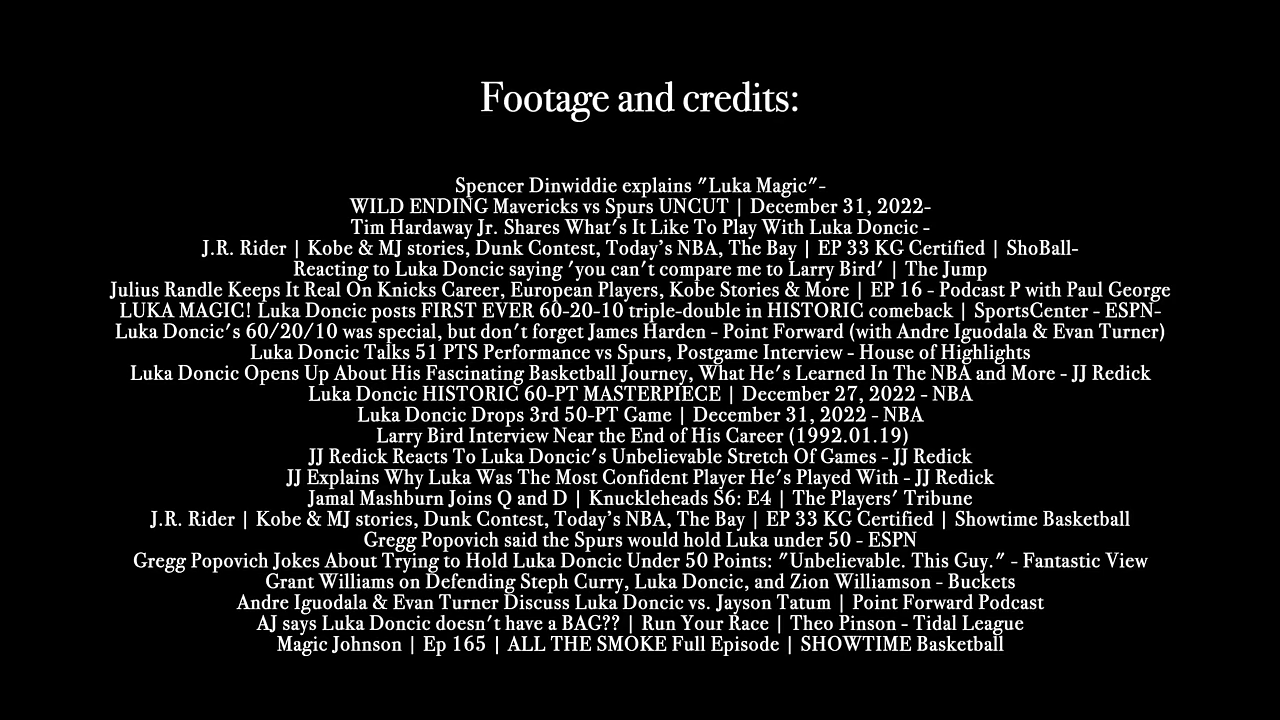 Footage and credits:
Spencer Dinwiddie explains "Luka Magic"-
WILD ENDING Mavericks vs Spurs UNCUT | December 31, 2022-
Tim Hardaway Jr. Shares What's It Like To Play With Luka Doncic -
J.R. Rider | Kobe & MJ stories, Dunk Contest, Today's NBA, The Bay | EP 33 KG Certified | ShoBall-
Reacting to Luka Doncic saying 'you can't compare me to Larry Bird' | The Jump
Julius Randle Keeps It Real On Knicks Career, European Players, Kobe Stories & More | EP 16 - Podcast P with Paul George
LUKA MAGIC! Luka Doncic posts FIRST EVER 60-20-10 triple-double in HISTORIC comeback | SportsCenter - ESPN-
Luka Doncic's 60/20/10 was special, but don't forget James Harden - Point Forward (with Andre Iguodala & Evan Turner)
Luka Doncic Talks 51 PTS Performance vs Spurs, Postgame Interview - House of Highlights
Luka Doncic Opens Up About His Fascinating Basketball Journey, What He's Learned In The NBA and More - JJ Redick
Luka Doncic HISTORIC 60-PT MASTERPIECE | December 27, 2022 - NBA
Luka Doncic Drops 3rd 50-PT Game | December 31, 2022 - NBA
Larry Bird Interview Near the End of His Career (1992.01.19)
JJ Redick Reacts To Luka Doncic's Unbelievable Stretch Of Games - JJ Redick
JJ Explains Why Luka Was The Most Confident Player He's Played With - JJ Redick
Jamal Mashburn Joins Q and D | Knuckleheads S6: E4 | The Players' Tribune
J.R. Rider | Kobe & MJ stories, Dunk Contest, Today's NBA, The Bay | EP 33 KG Certified | Showtime Basketball
Gregg Popovich said the Spurs would hold Luka under 50 - ESPN
Gregg Popovich Jokes About Trying to Hold Luka Doncic Under 50 Points: "Unbelievable. This Guy." - Fantastic View
Grant Williams on Defending Steph Curry, Luka Doncic, and Zion Williamson - Buckets
Andre Iguodala & Evan Turner Discuss Luka Doncic vs. Jayson Tatum | Point Forward Podcast
AJ says Luka Doncic doesn't have a BAG?? | Run Your Race | Theo Pinson - Tidal League
Magic Johnson | Ep 165 | ALL THE SMOKE Full Episode | SHOWTIME Basketball